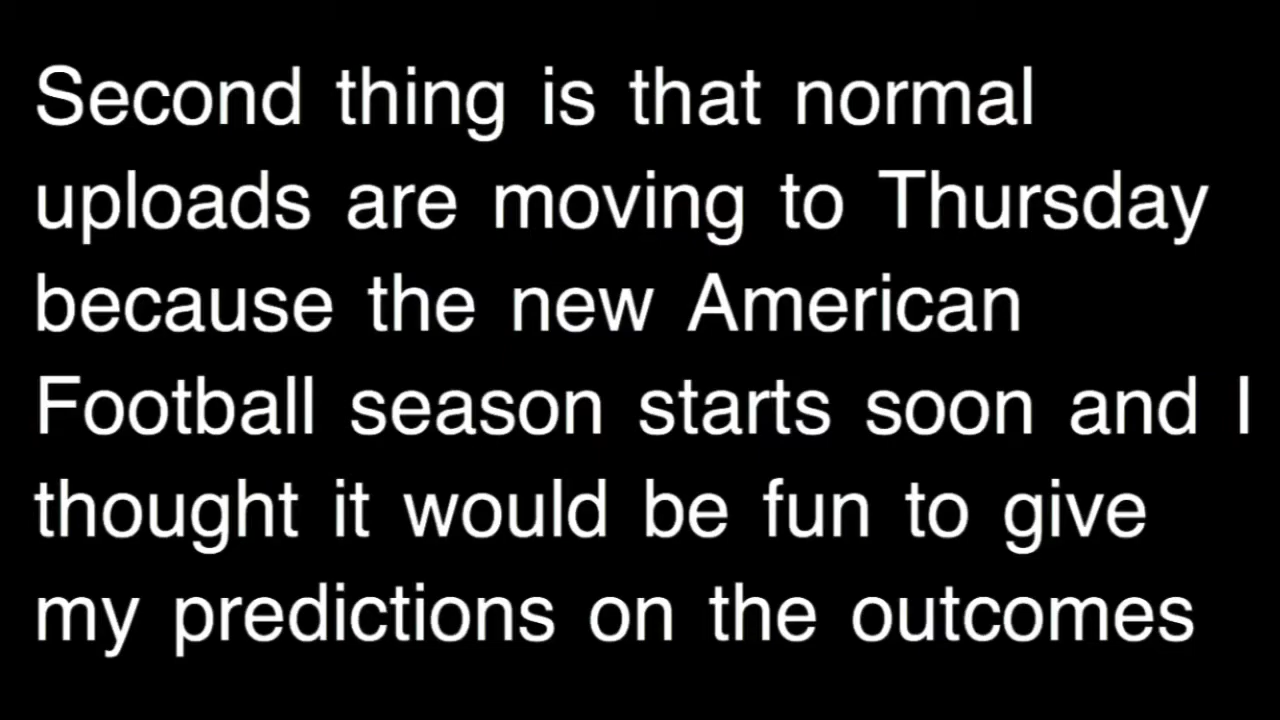 Second thing is that normal
uploads are moving to Thursday
because the new American
Football season starts soon and I
thought it would be fun to give
my predictions on the outcomes